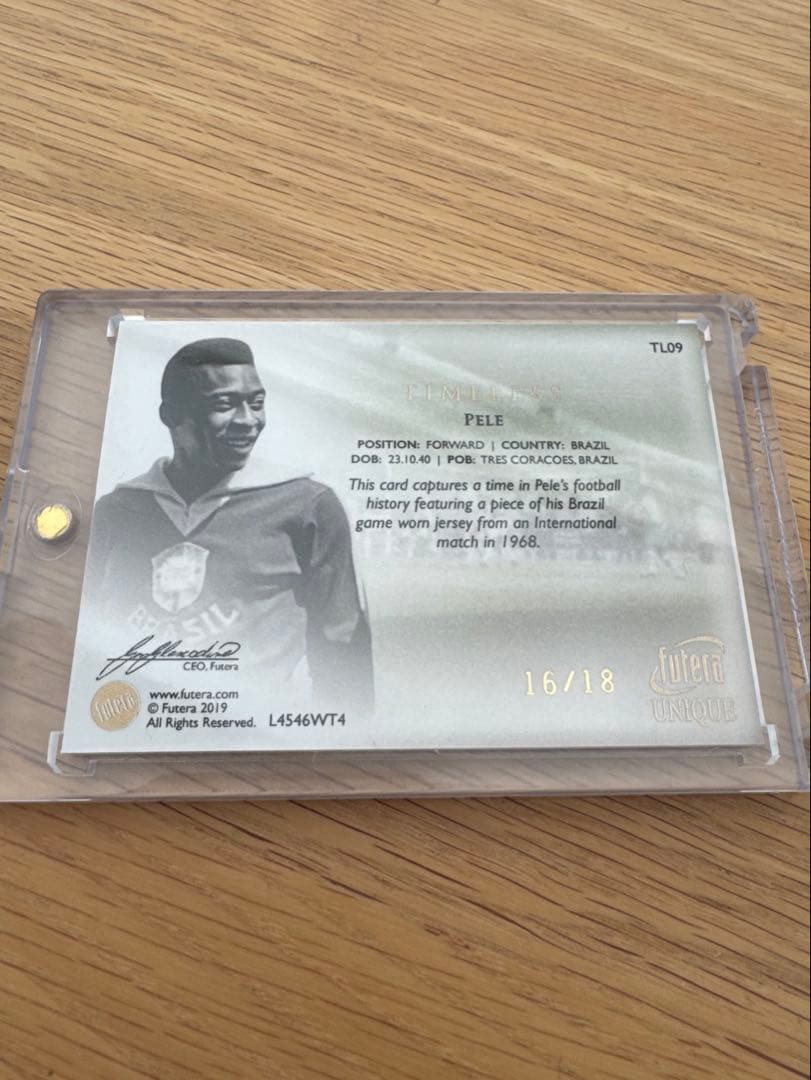 TL09
TIMELESS
PELE
POSITION: FORWARD | COUNTRY: BRAZIL
DOB: 23.10.40 | POB: TRES CORACOES, BRAZIL
This card captures a time in Pele's football
history featuring a piece of his Brazil
game worn jersey from an International
match in 1968.
BRASIL
CEO, Futera
futera
www.futera.com
© Futera 2019
All Rights Reserved. L4546WT4
16/18
futera
UNIQUE